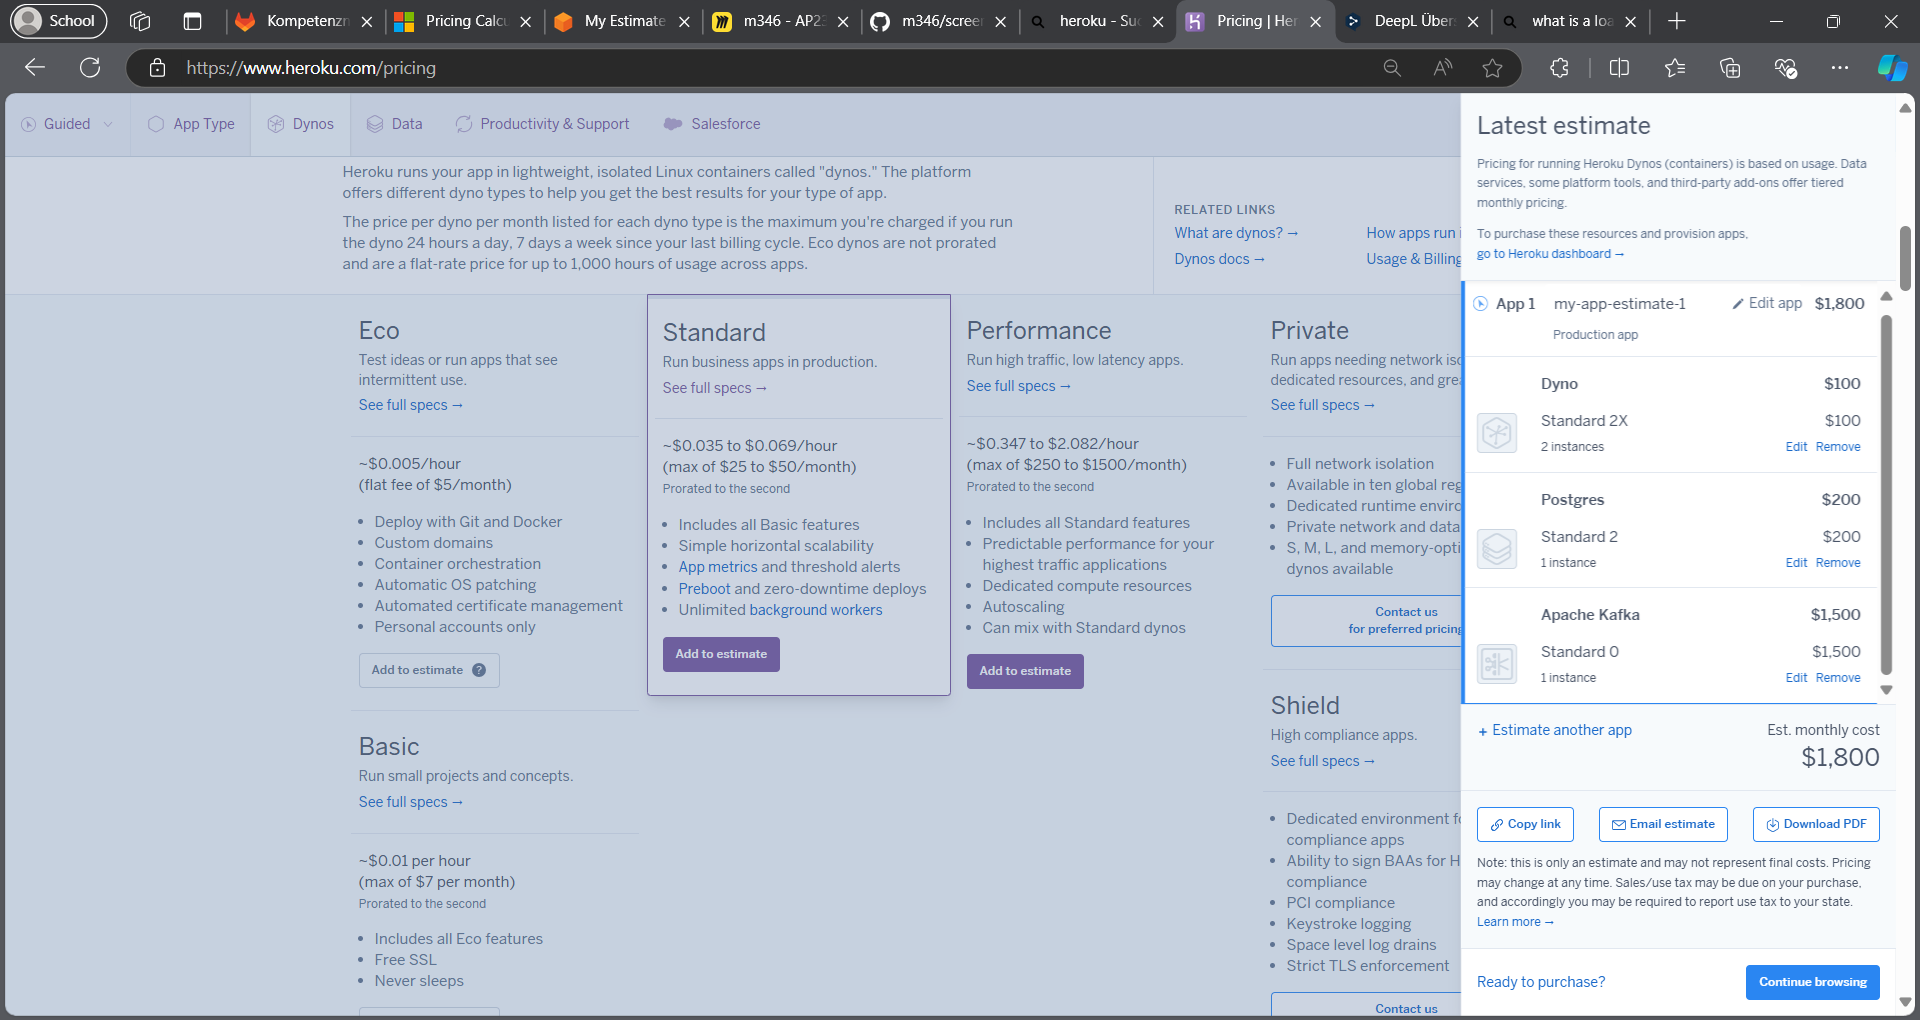 School
Kompetenzr
Pricing Calcu
My Estimate
m346 - AP23
m346/screen
heroku - Suc
Pricing | Her
DeepL Über
what is a loa
https://www.heroku.com/pricing
Guided
App Type
Dynos
Data
Productivity & Support
Salesforce
Heroku runs your app in lightweight, isolated Linux containers called "dynos." The platform
offers different dyno types to help you get the best results for your type of app.
The price per dyno per month listed for each dyno type is the maximum you're charged if you run
the dyno 24 hours a day, 7 days a week since your last billing cycle. Eco dynos are not prorated
and are a flat-rate price for up to 1,000 hours of usage across apps.
RELATED LINKS
What are dynos? →
How apps run
Dynos docs →
Usage & Billing
Eco
Test ideas or run apps that see
intermittent use.
See full specs →
~$0.005/hour
(flat fee of $5/month)
• Deploy with Git and Docker
• Custom domains
• Container orchestration
• Automatic OS patching
• Automated certificate management
• Personal accounts only
Add to estimate ?
Basic
Run small projects and concepts.
See full specs →
~$0.01 per hour
(max of $7 per month)
Prorated to the second
• Includes all Eco features
• Free SSL
• Never sleeps
Standard
Run business apps in production.
See full specs →
~$0.035 to $0.069/hour
(max of $25 to $50/month)
Prorated to the second
• Includes all Basic features
• Simple horizontal scalability
• App metrics and threshold alerts
• Preboot and zero-downtime deploys
• Unlimited background workers
Add to estimate
Performance
Run high traffic, low latency apps.
See full specs →
~$0.347 to $2.082/hour
(max of $250 to $1500/month)
Prorated to the second
• Includes all Standard features
• Predictable performance for your
highest traffic applications
• Dedicated compute resources
• Autoscaling
• Can mix with Standard dynos
Add to estimate
Private
Run apps needing network iso
dedicated resources, and grea
See full specs →
• Full network isolation
• Available in ten global reg
• Dedicated runtime enviro
• Private network and data
• S, M, L, and memory-opti
dynos available
Contact us
for preferred pricing
Shield
High compliance apps.
See full specs →
• Dedicated environment fo
compliance apps
• Ability to sign BAAs for H
compliance
• PCI compliance
• Keystroke logging
• Space level log drains
• Strict TLS enforcement
Contact us
Latest estimate
Pricing for running Heroku Dynos (containers) is based on usage. Data
services, some platform tools, and third-party add-ons offer tiered
monthly pricing.
To purchase these resources and provision apps,
go to Heroku dashboard →
App 1 my-app-estimate-1 Edit app $1,800
Production app
Dyno $100
Standard 2X $100
2 instances Edit Remove
Postgres $200
Standard 2 $200
1 instance Edit Remove
Apache Kafka $1,500
Standard 0 $1,500
1 instance Edit Remove
+ Estimate another app
Est. monthly cost
$1,800
Copy link
Email estimate
Download PDF
Note: this is only an estimate and may not represent final costs. Pricing
may change at any time. Sales/use tax may be due on your purchase,
and accordingly you may be required to report use tax to your state.
Learn more →
Ready to purchase?
Continue browsing